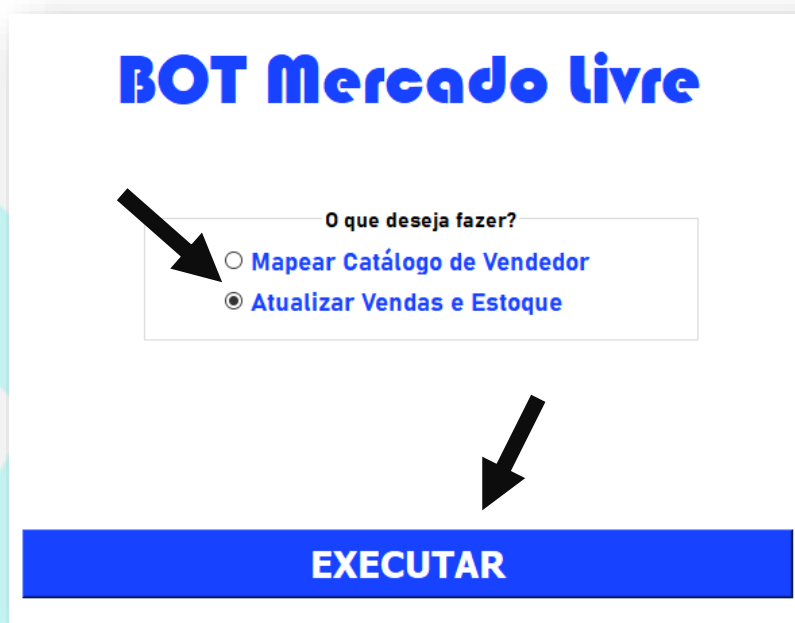 BOT Mercado Livre
O que deseja fazer?
Mapear Catálogo de Vendedor
Atualizar Vendas e Estoque
EXECUTAR